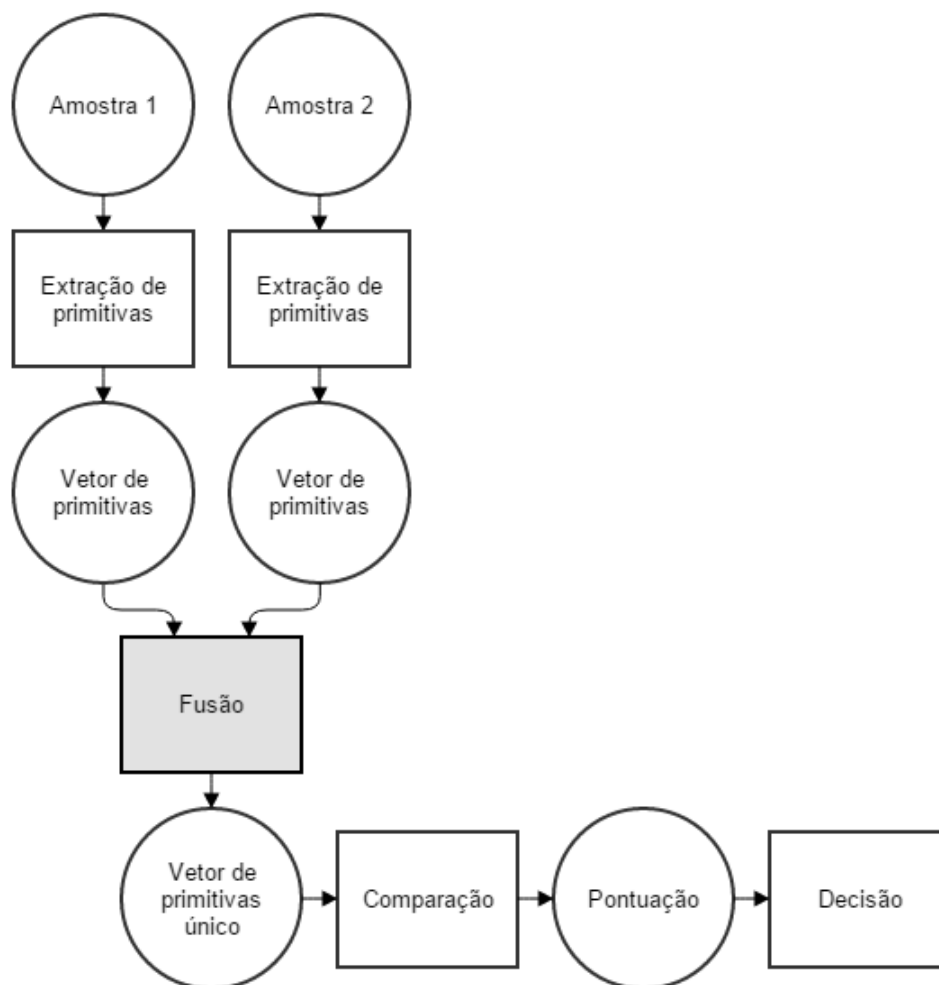 Amostra 1
Amostra 2
Extração de
primitivas
Extração de
primitivas
Vetor de
primitivas
Vetor de
primitivas
Fusão
Vetor de
primitivas
único
Comparação
Pontuação
Decisão